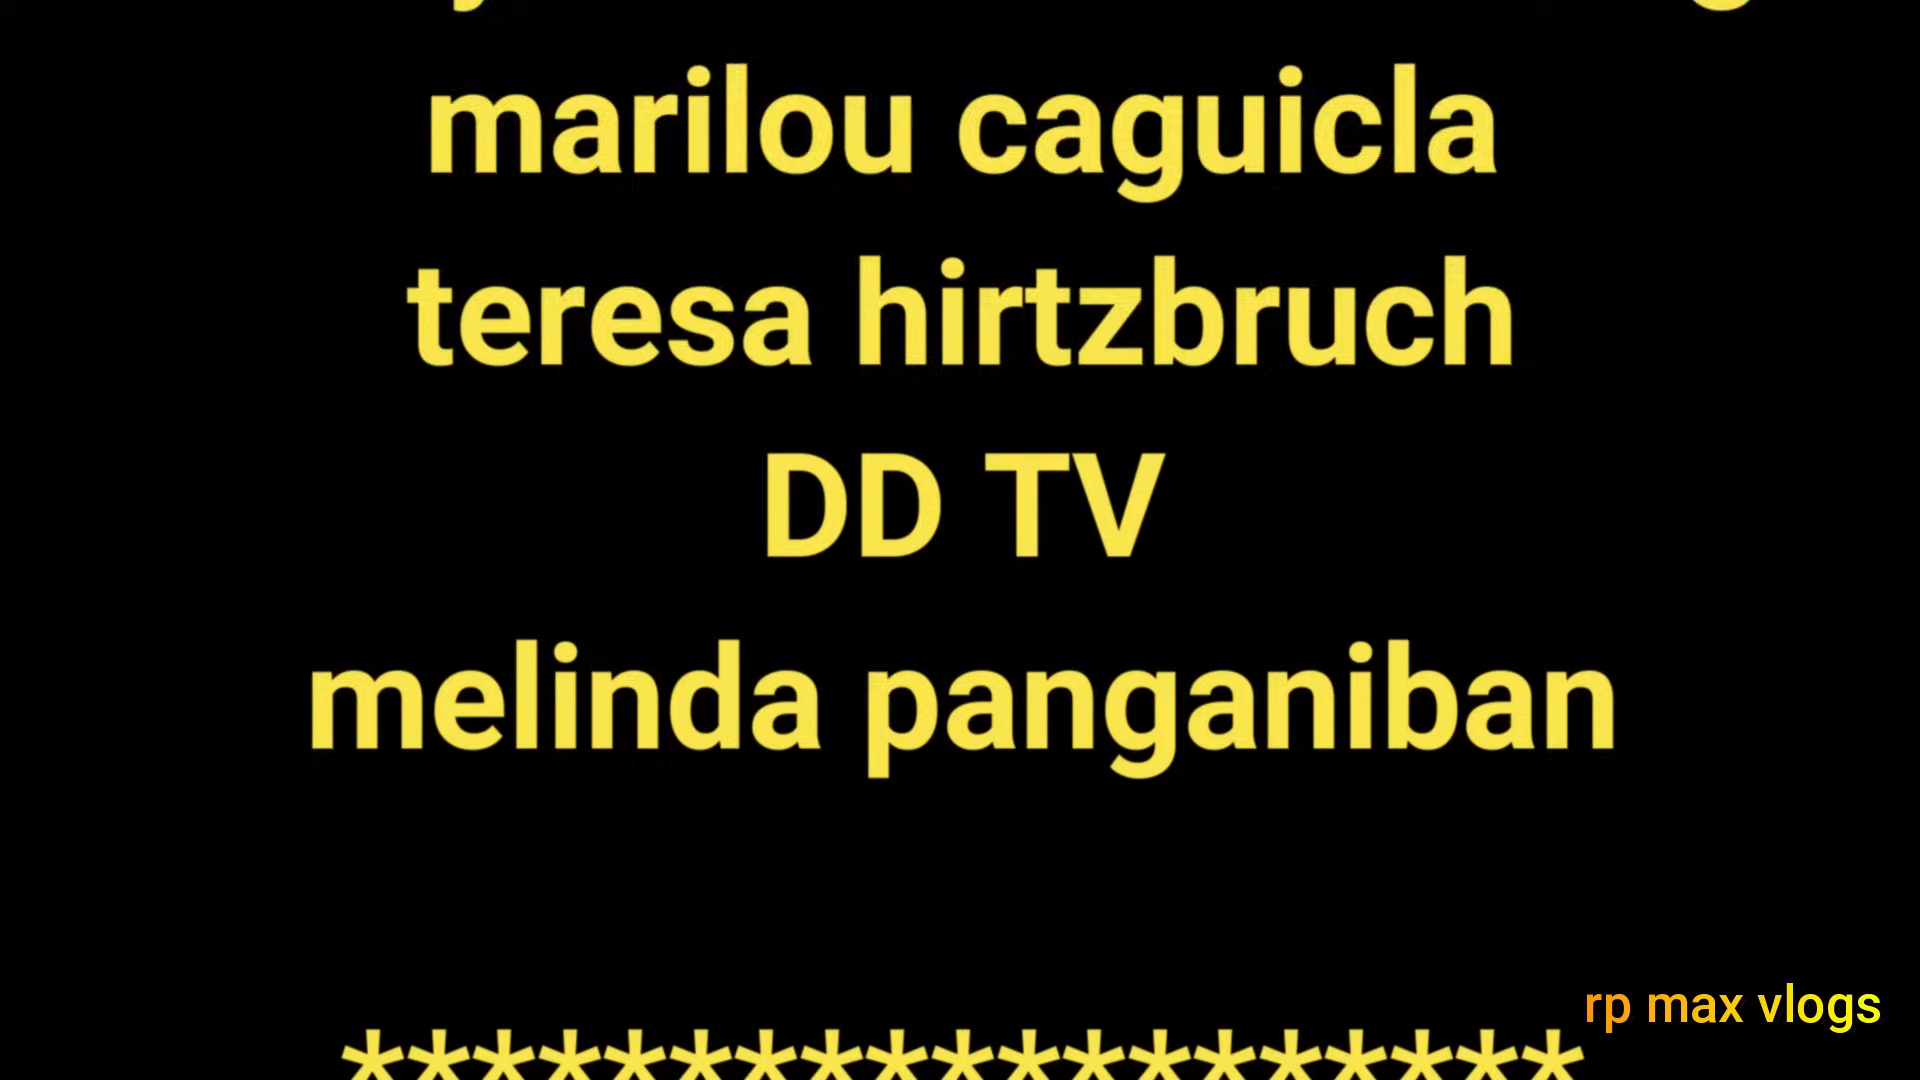 marilou caguicla
teresa hirtzbruch
DD TV
melinda panganiban
rp max vlogs
*******************